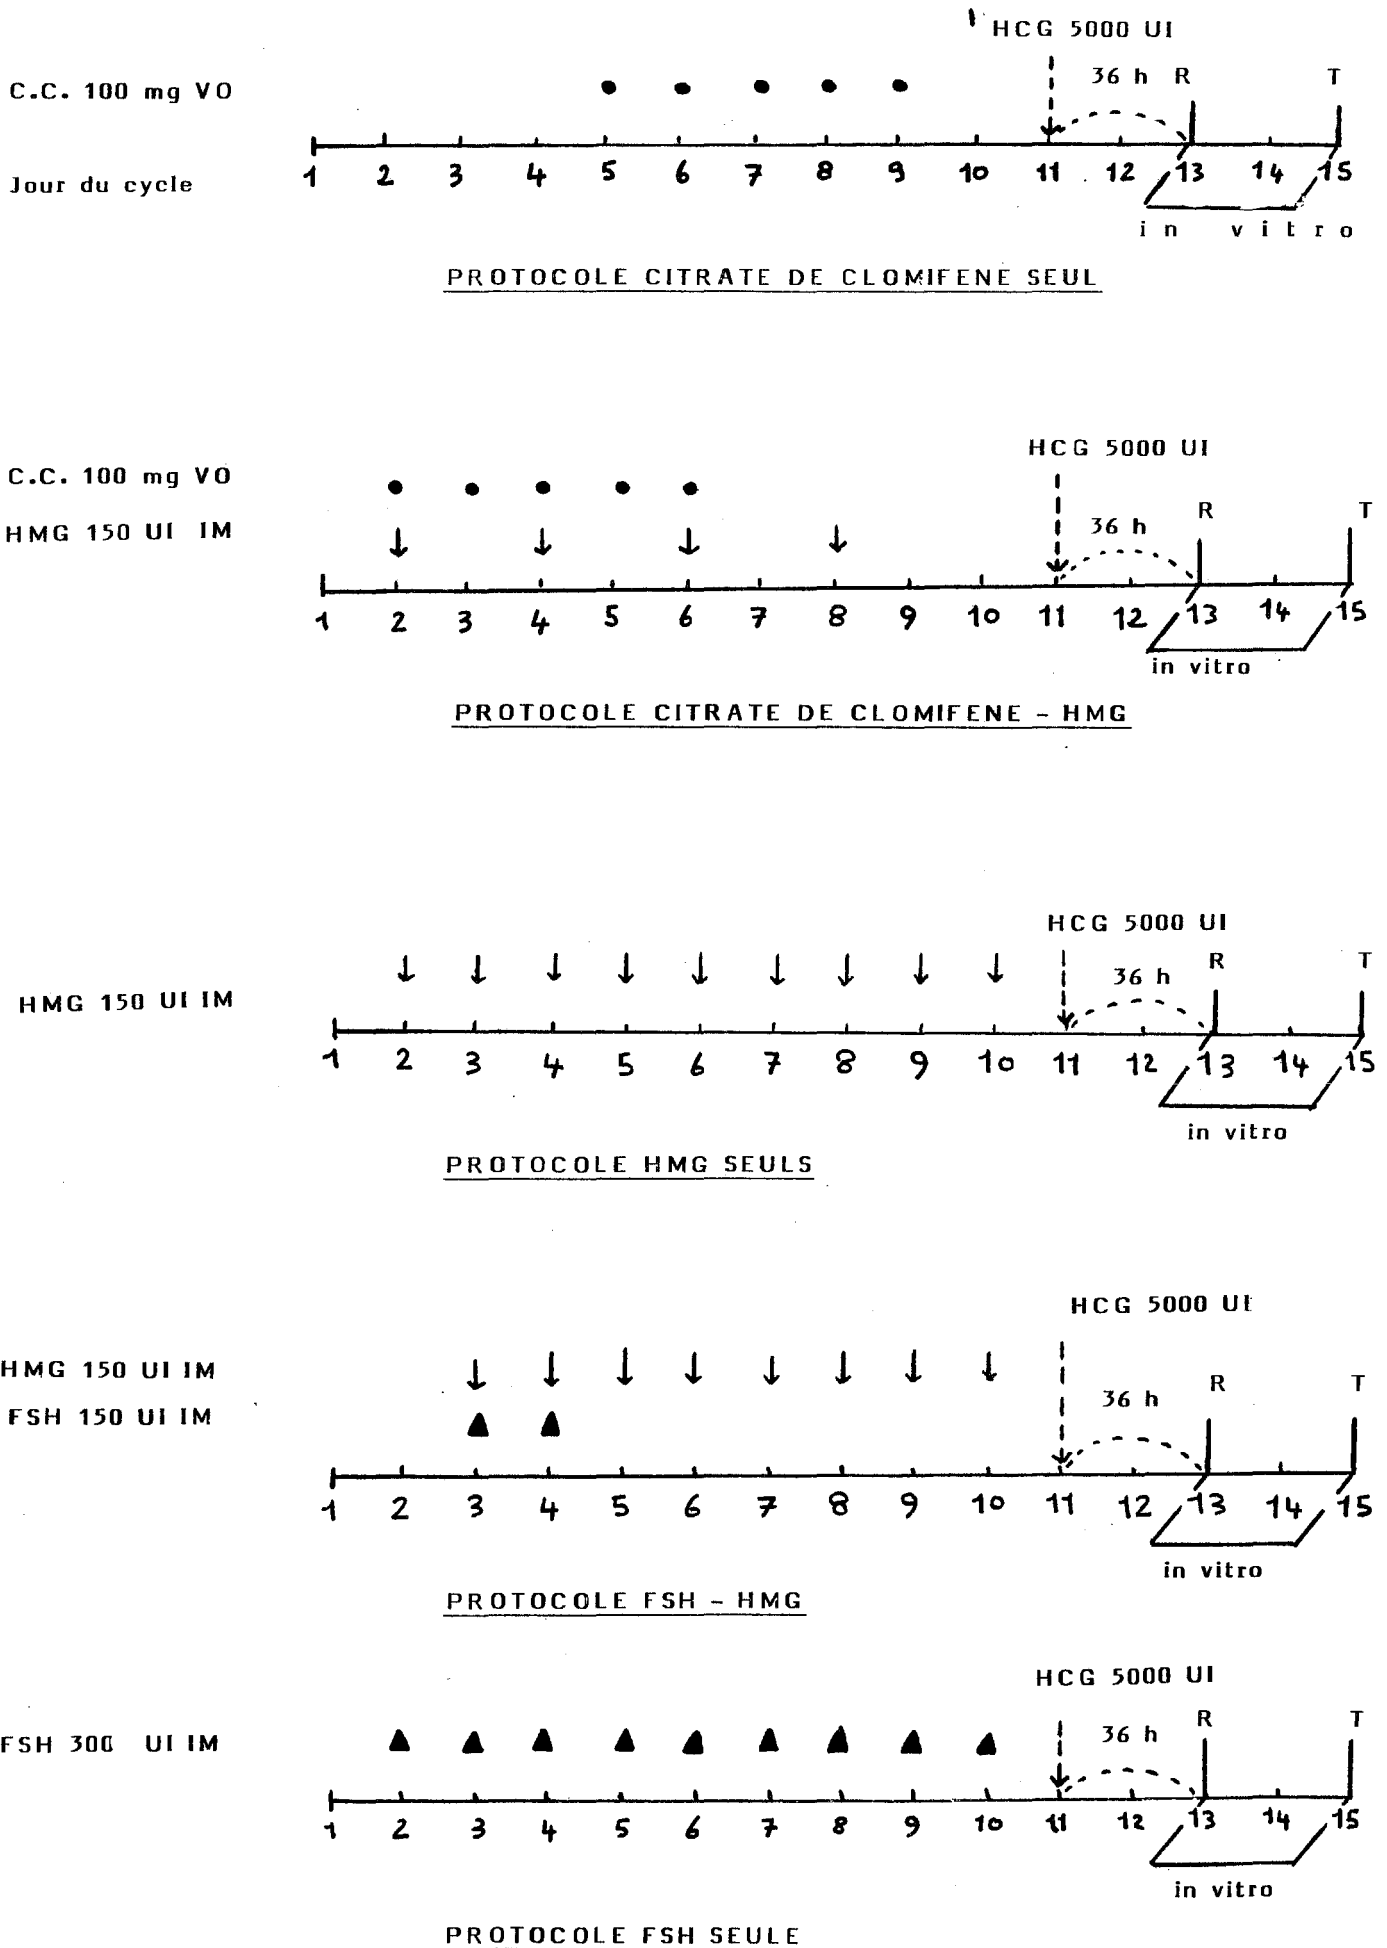 HCG 5000 UI
C.C. 100 mg VO 36 h R T
Jour du cycle 1 2 3 4 5 6 7 8 9 10 11 12 13 14 15
in vitro
PROTOCOLE CITRATE DE CLOMIFENE SEUL
HCG 5000 UI
C.C. 100 mg VO
HMG 150 UI IM 36 h R T
1 2 3 4 5 6 7 8 9 10 11 12 13 14 15
in vitro
PROTOCOLE CITRATE DE CLOMIFENE - HMG
HCG 5000 UI
HMG 150 UI IM 36 h R T
1 2 3 4 5 6 7 8 9 10 11 12 13 14 15
in vitro
PROTOCOLE HMG SEULS
HCG 5000 UI
HMG 150 UI IM
FSH 150 UI IM 36 h R T
1 2 3 4 5 6 7 8 9 10 11 12 13 14 15
in vitro
PROTOCOLE FSH - HMG
HCG 5000 UI
FSH 300 UI IM 36 h R T
1 2 3 4 5 6 7 8 9 10 11 12 13 14 15
in vitro
PROTOCOLE FSH SEULE